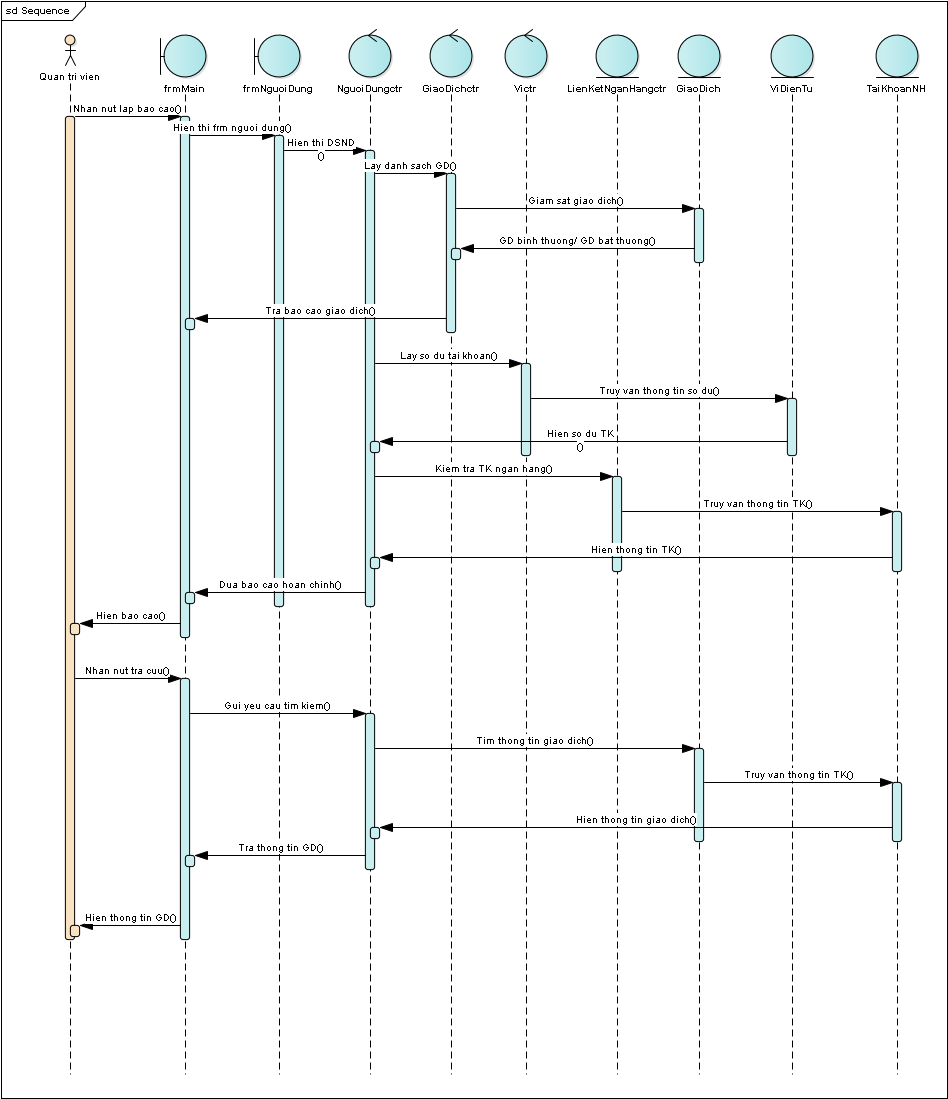 sd Sequence
Quan tri vien
frmMain
frmNguoiDung
NguoiDungctr
GiaoDichctr
Victr
LienKetNganHangctr
GiaoDich
ViDienTu
TaiKhoanNH
Nhan nut lap bao cao()
Hien thi frm nguoi dung()
Hien thi DSND
()
Lay danh sach GD()
Giam sat giao dich()
GD binh thuong/ GD bat thuong()
Tra bao cao giao dich()
Lay so du tai khoan()
Truy van thong tin so du()
Hien so du TK
()
Kiem tra TK ngan hang()
Truy van thong tin TK()
Hien thong tin TK()
Dua bao cao hoan chinh()
Hien bao cao()
Nhan nut tra cuu()
Gui yeu cau tim kiem()
Tim thong tin giao dich()
Truy van thong tin TK()
Hien thong tin giao dich()
Tra thong tin GD()
Hien thong tin GD()